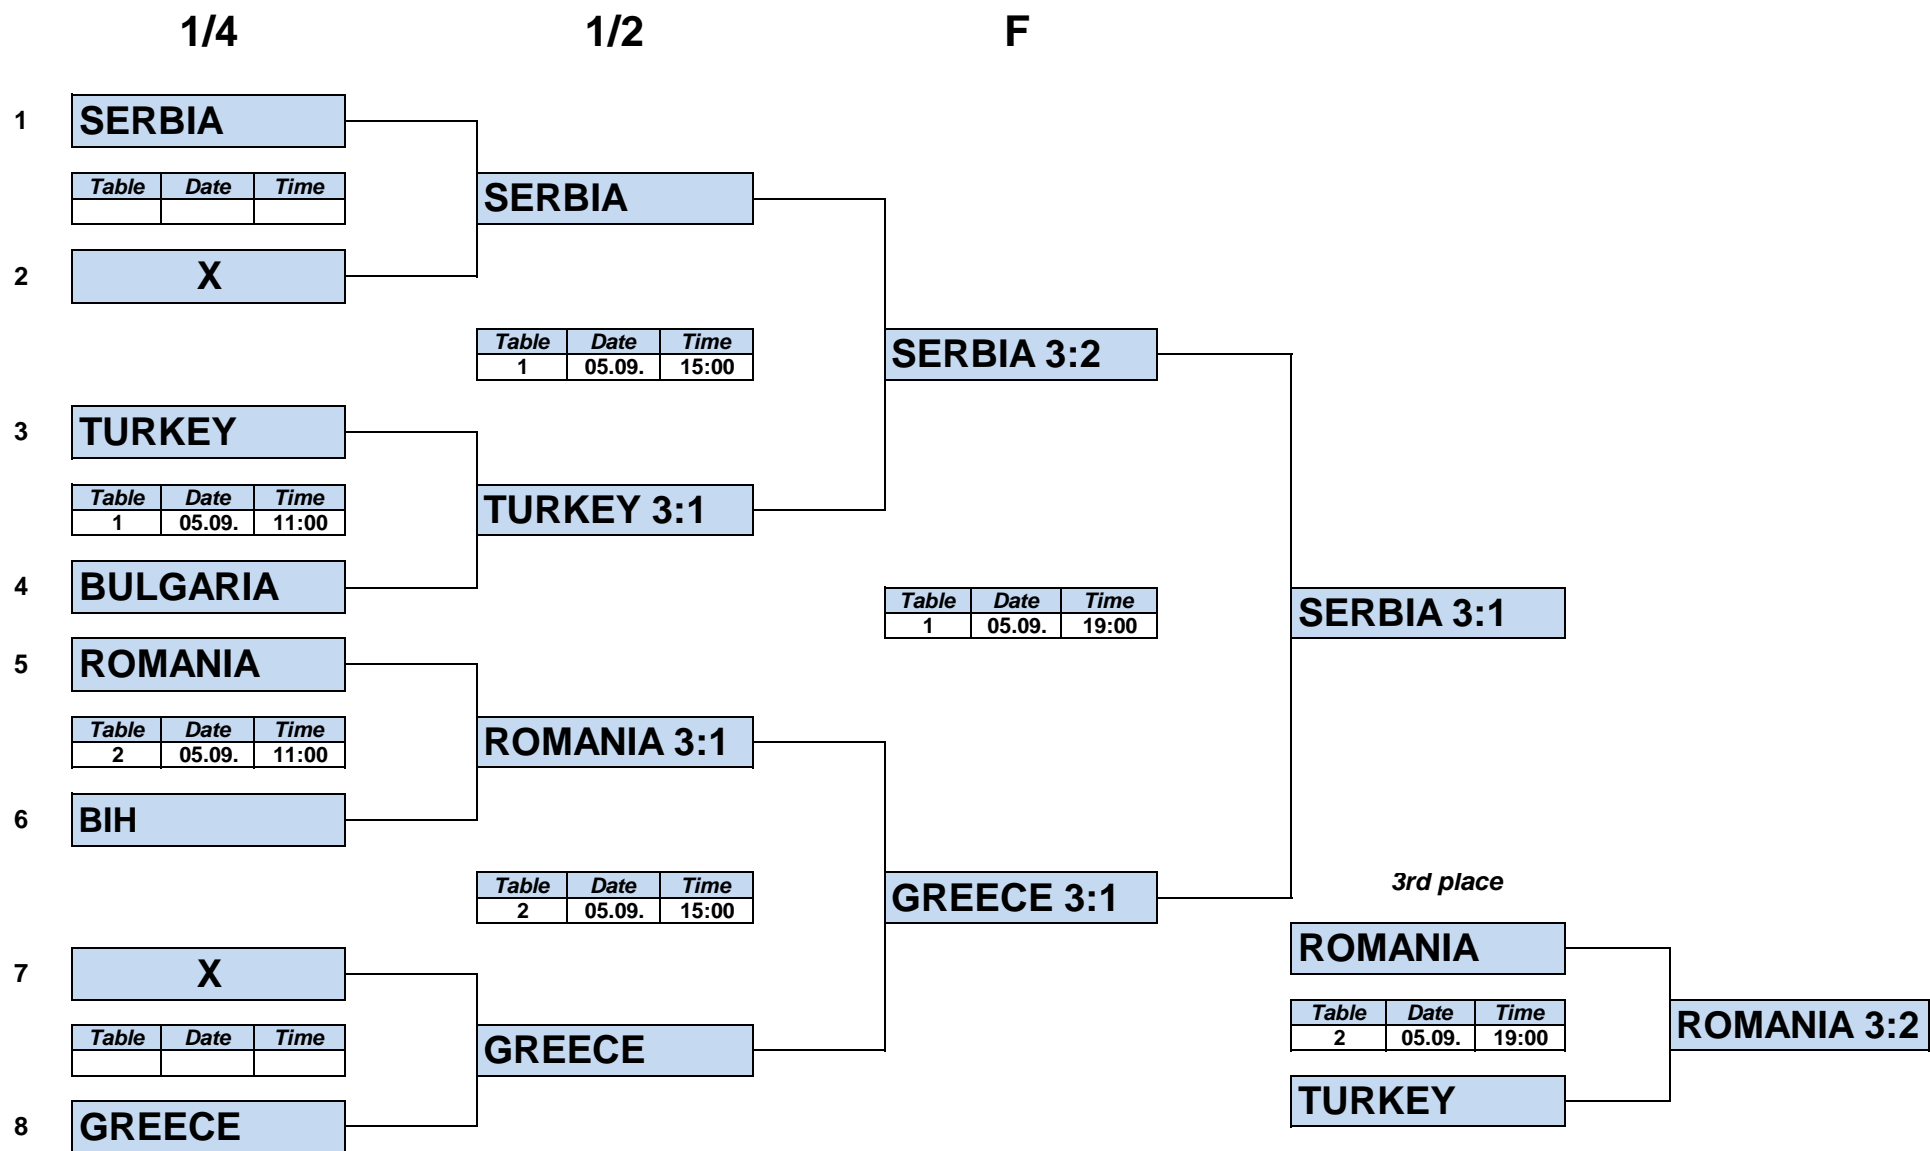 1/4 1/2 F
1 SERBIA
Table Date Time
SERBIA
2 X
Table Date Time
1 05.09. 15:00
SERBIA 3:2
3 TURKEY
Table Date Time
1 05.09. 11:00
TURKEY 3:1
4 BULGARIA
Table Date Time
1 05.09. 19:00
SERBIA 3:1
5 ROMANIA
Table Date Time
2 05.09. 11:00
ROMANIA 3:1
6 BIH
Table Date Time
2 05.09. 15:00
GREECE 3:1
3rd place
ROMANIA
7 X
Table Date Time
2 05.09. 19:00
ROMANIA 3:2
Table Date Time
GREECE
TURKEY
8 GREECE